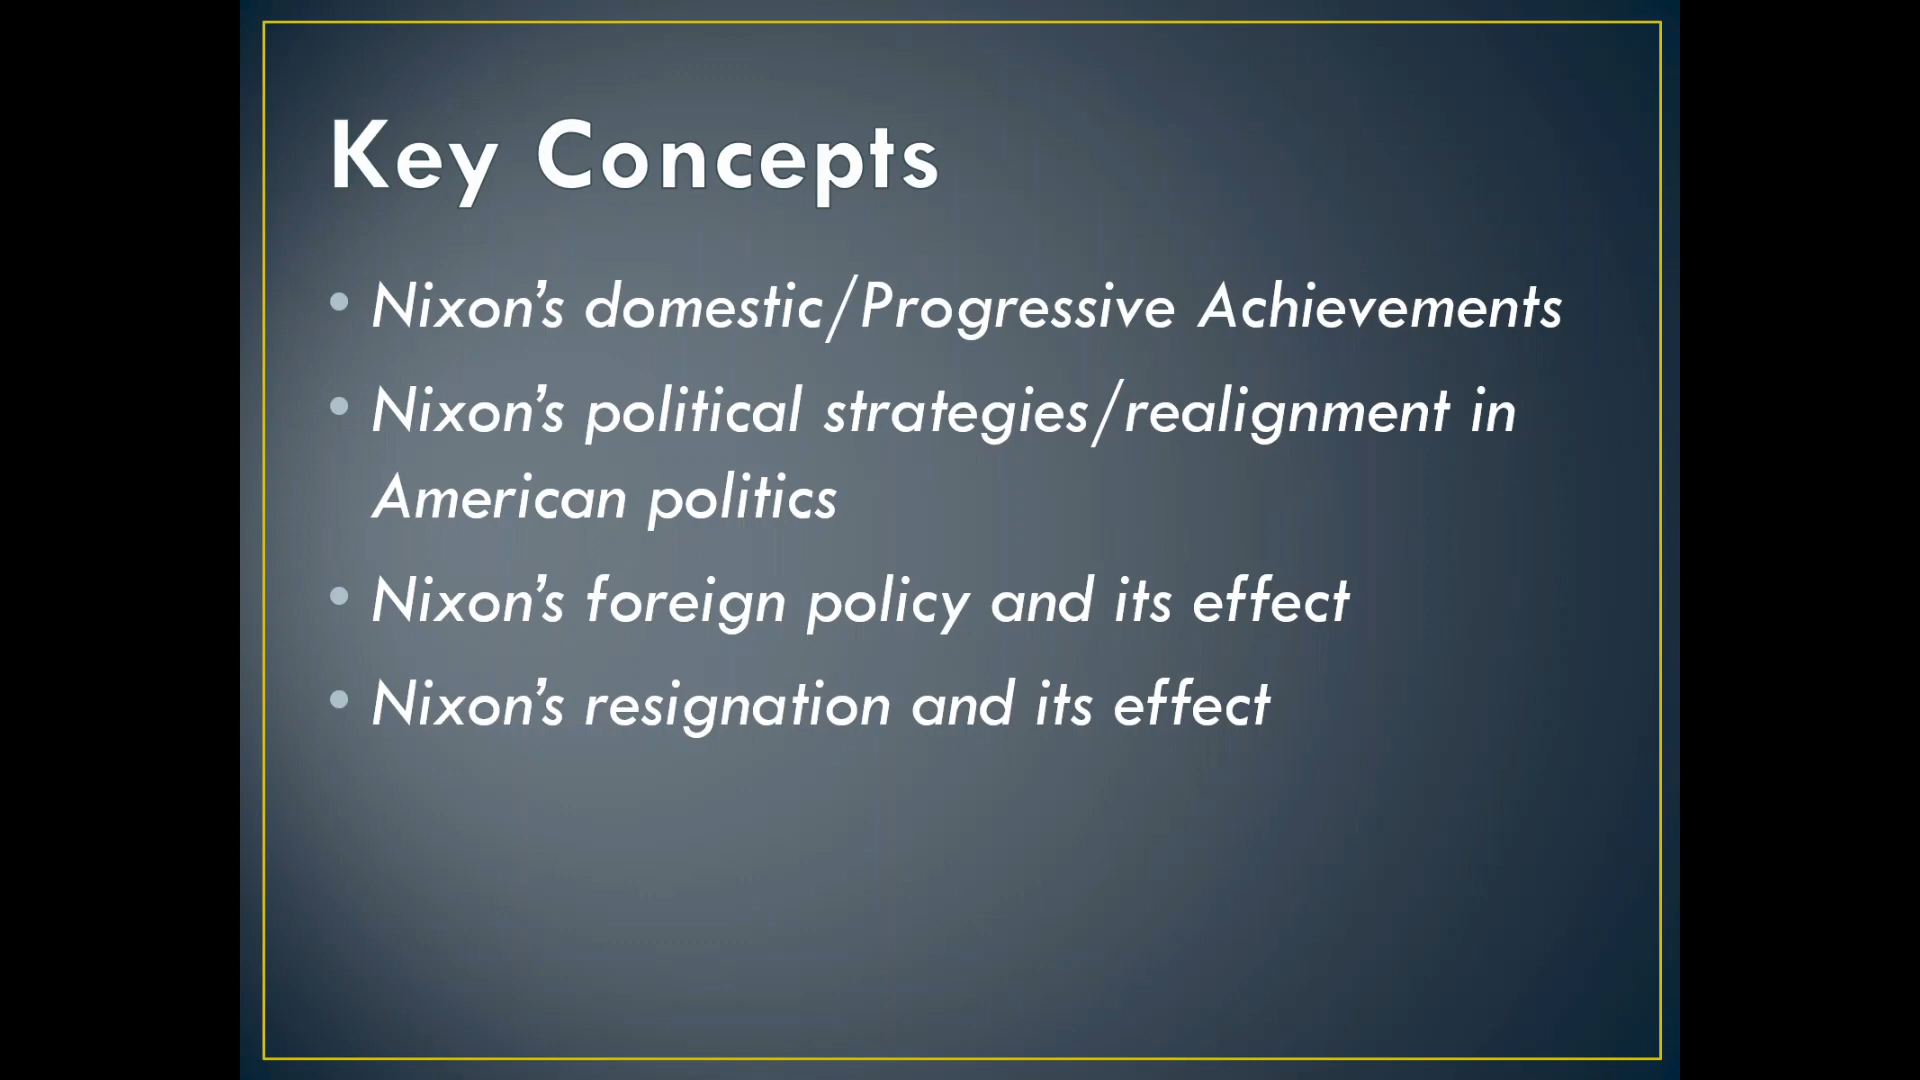 Key Concepts
• Nixon’s domestic/Progressive Achievements
• Nixon’s political strategies/realignment in
American politics
• Nixon’s foreign policy and its effect
• Nixon’s resignation and its effect